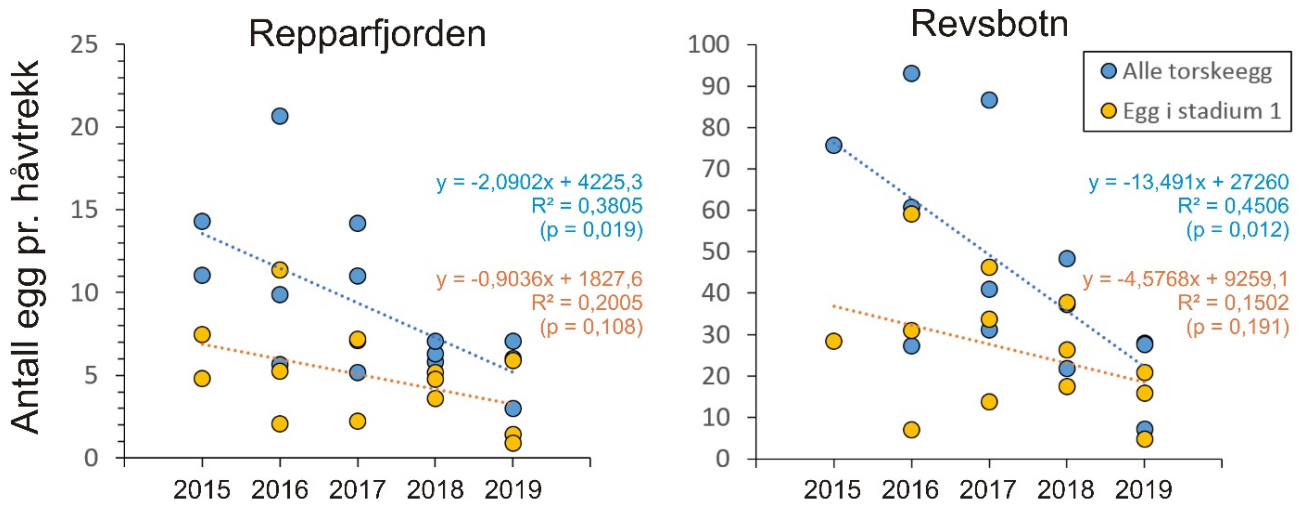 Repparfjorden
Antall egg pr. håvtrekk
25
20
15
10
5
0
y = -2,0902x + 4225,3
R² = 0,3805
(p = 0,019)
y = -0,9036x + 1827,6
R² = 0,2005
(p = 0,108)
2015 2016 2017 2018 2019
Revsbotn
100
90
80
70
60
50
40
30
20
10
0
Alle torskeegg
Egg i stadium 1
y = -13,491x + 27260
R² = 0,4506
(p = 0,012)
y = -4,5768x + 9259,1
R² = 0,1502
(p = 0,191)
2015 2016 2017 2018 2019